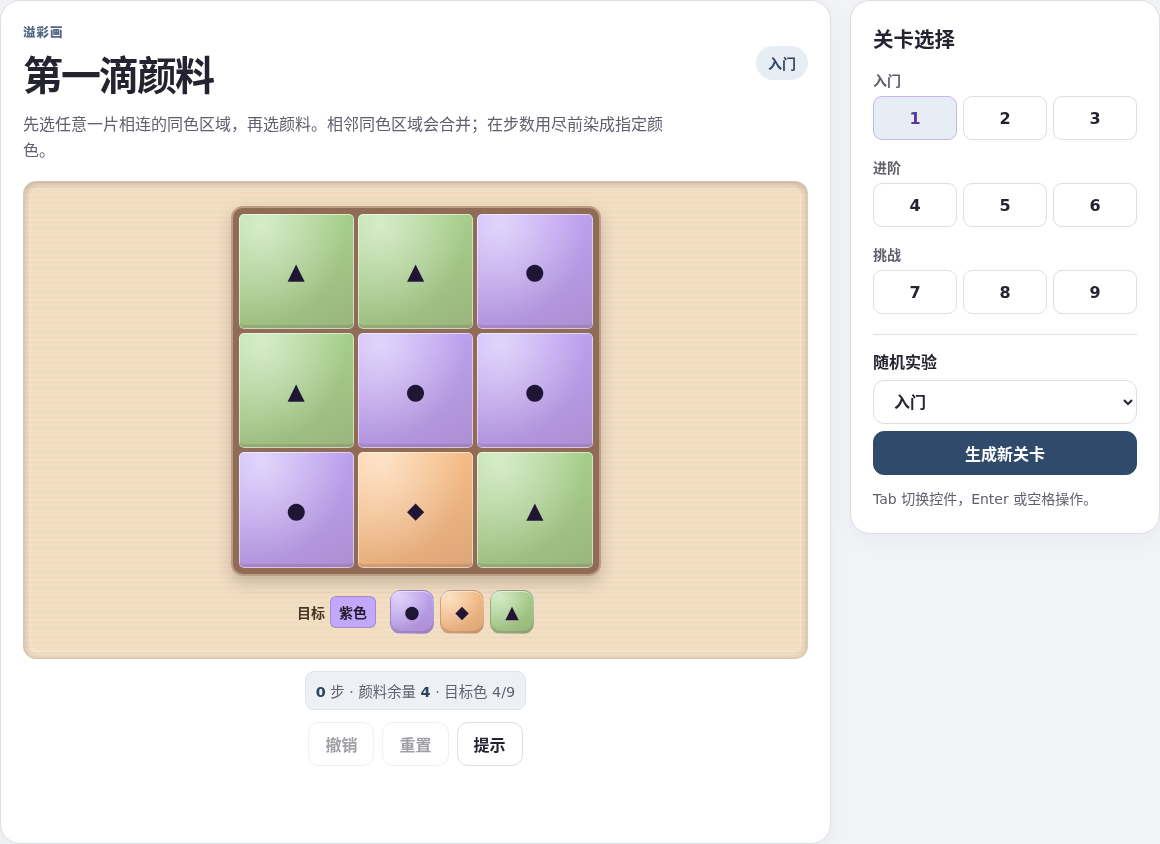 溢彩画
第一滴颜料
入门
先选任意一片相连的同色区域，再选颜料。相邻同色区域会合并；在步数用尽前染成指定颜
色。
▲ ▲ ●
▲ ● ●
● ◆ ▲
目标 紫色 ● ◆ ▲
0 步 · 颜料余量 4 · 目标色 4/9
撤销 重置 提示
关卡选择
入门
1 2 3
进阶
4 5 6
挑战
7 8 9
随机实验
入门
生成新关卡
Tab 切换控件，Enter 或空格操作。